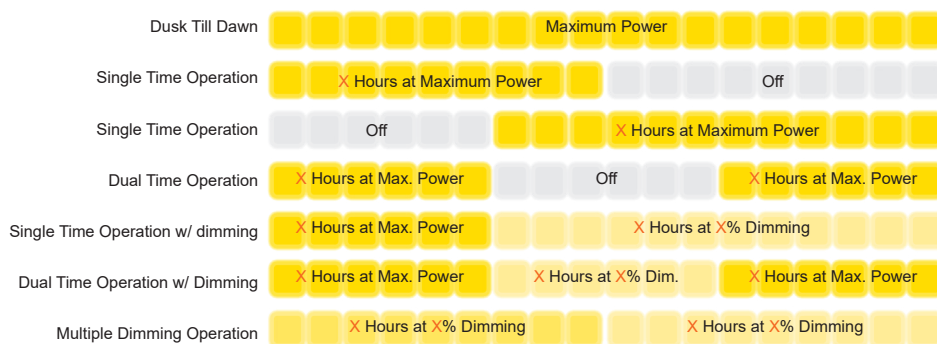 Dusk Till Dawn Maximum Power
Single Time Operation X Hours at Maximum Power Off
Single Time Operation Off X Hours at Maximum Power
Dual Time Operation X Hours at Max. Power Off X Hours at Max. Power
Single Time Operation w/ dimming X Hours at Max. Power X Hours at X% Dimming
Dual Time Operation w/ Dimming X Hours at Max. Power X Hours at X% Dim. X Hours at Max. Power
Multiple Dimming Operation X Hours at X% Dimming X Hours at X% Dimming